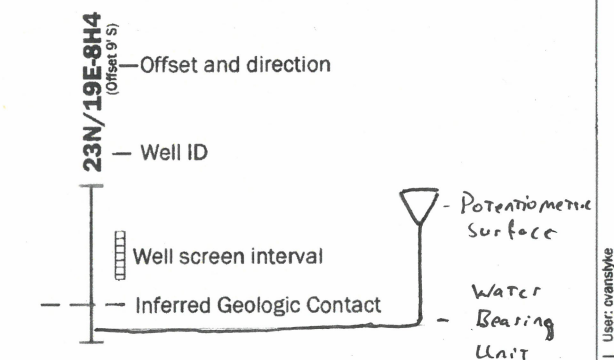 23N/19E-8H4
(Offset 9' S)
Offset and direction
Well ID
Potentiometric
Surface
Well screen interval
Inferred Geologic Contact
Water
Bearing
Unit
User: cvanslyke